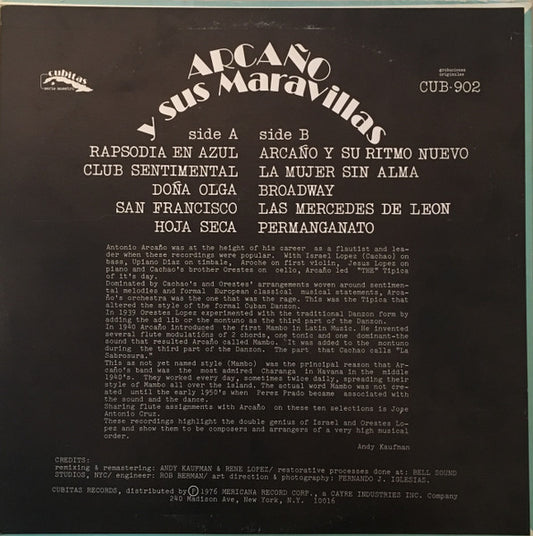 cubitas
serie maestra
ARCAÑO
y sus Maravillas
grabaciones
originales
CUB-902
side A
RAPSODIA EN AZUL
CLUB SENTIMENTAL
DOÑA OLGA
SAN FRANCISCO
HOJA SECA
side B
ARCAÑO Y SU RITMO NUEVO
LA MUJER SIN ALMA
BROADWAY
LAS MERCEDES DE LEON
PERMANGANATO
Antonio Arcaño was at the height of his career as a flautist and lea-
der when these recordings were popular. With Israel Lopez (Cachao) on
bass, Upiano Diaz on timbale, Aroche on first violin, Jesus Lopez on
piano and Cachao's brother Orestes on cello, Arcaño led "THE" Tipica
of it's day.
Dominated by Cachao's and Orestes' arrangements woven around sentimen-
tal melodies and formal European classical musical statements, Arca-
ño's orchestra was the one that was the rage. This was the Tipica that
altered the style of the formal Cuban Danzon.
In 1939 Orestes Lopez experimented with the traditional Danzon form by
adding the ad lib or the montuno as the third part of the Danzon.
In 1940 Arcaño introduced the first Mambo in Latin Music. He invented
several flute modulations of 2 chords, one tonic and one dominant-the
sound that resulted Arcaño called Mambo. It was added to the montuno
during the third part of the Danzon. The part that Cachao calls "La
Sabrosura."
This as not yet named style (Mambo) was the principal reason that Ar-
caño's band was the most admired Charanga in Havana in the middle
1940's. They worked every day, sometimes twice daily, spreading their
style of Mambo all over the island. The actual word Mambo was not cre-
ated until the early 1950's when Perez Prado became associated with
the sound and the dance.
Sharing flute assignments with Arcaño on these ten selections is Jope
Antonio Cruz.
These recordings highlight the double genius of Israel and Orestes Lo-
pez and show them to be composers and arrangers of a very high musical
order.
Andy Kaufman
CREDITS:
remixing & remastering: ANDY KAUFMAN & RENE LOPEZ/ restorative processes done at: BELL SOUND
STUDIOS, NYC/ engineer: ROB BERMAN/ art direction & photography: FERNANDO J. IGLESIAS.
CUBITAS RECORDS, distributed by Ⓟ 1976 MERICANA RECORD CORP., a CAYRE INDUSTRIES INC. Company
240 Madison Ave, New York, N.Y. 10016